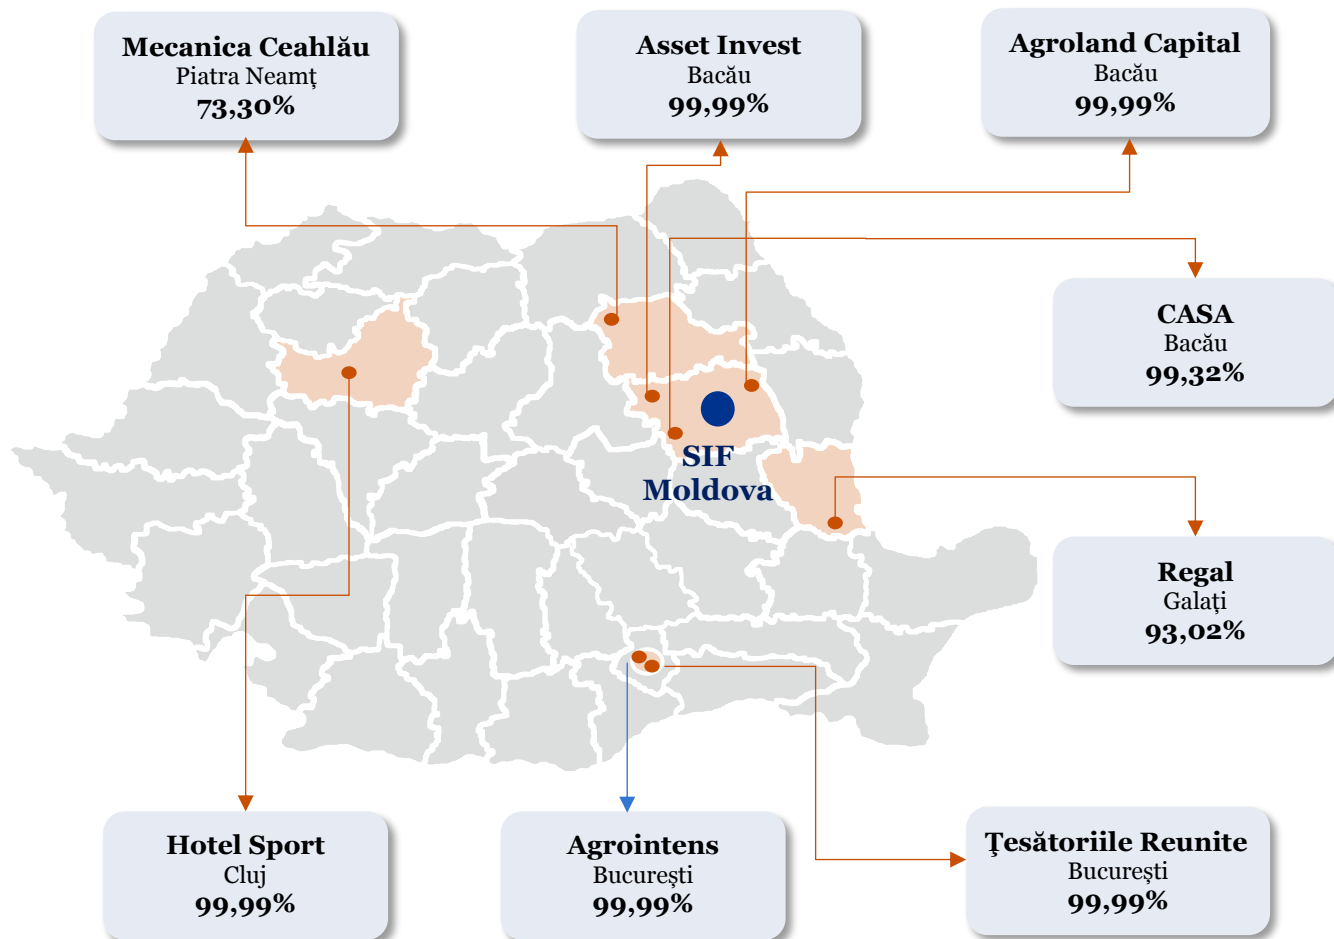 Mecanica Ceahlău
Piatra Neamţ
73,30%
Asset Invest
Bacău
99,99%
Agroland Capital
Bacău
99,99%
CASA
Bacău
99,32%
SIF
Moldova
Regal
Galați
93,02%
Hotel Sport
Cluj
99,99%
Agrointens
București
99,99%
Ţesătoriile Reunite
București
99,99%